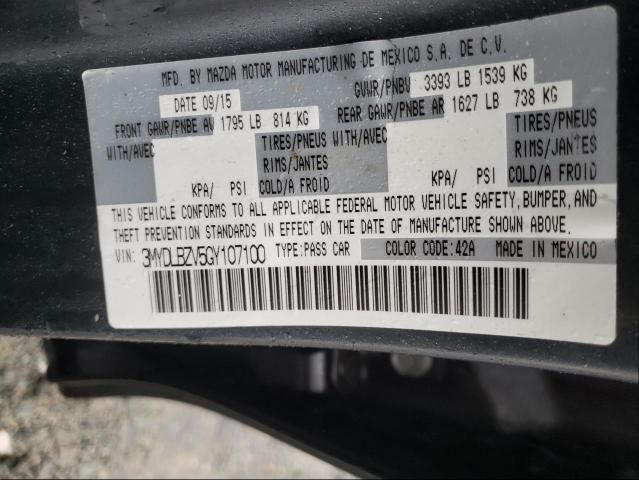 MFD. BY MAZDA MOTOR MANUFACTURING DE MEXICO S.A. DE C.V.
DATE 09/15 GVWR/PNBV 3393 LB 1539 KG
FRONT GAWR/PNBE AV 1795 LB 814 KG REAR GAWR/PNBE AR 1627 LB 738 KG
WITH/AVEC TIRES/PNEUS WITH/AVEC TIRES/PNEUS
RIMS/JANTES RIMS/JANTES
KPA/ PSI COLD/A FROID KPA/ PSI COLD/A FROID
THIS VEHICLE CONFORMS TO ALL APPLICABLE FEDERAL MOTOR VEHICLE SAFETY, BUMPER, AND
THEFT PREVENTION STANDARDS IN EFFECT ON THE DATE OF MANUFACTURE SHOWN ABOVE.
VIN: 3MYDLBZV5GY107100 TYPE:PASS CAR COLOR CODE:42A MADE IN MEXICO